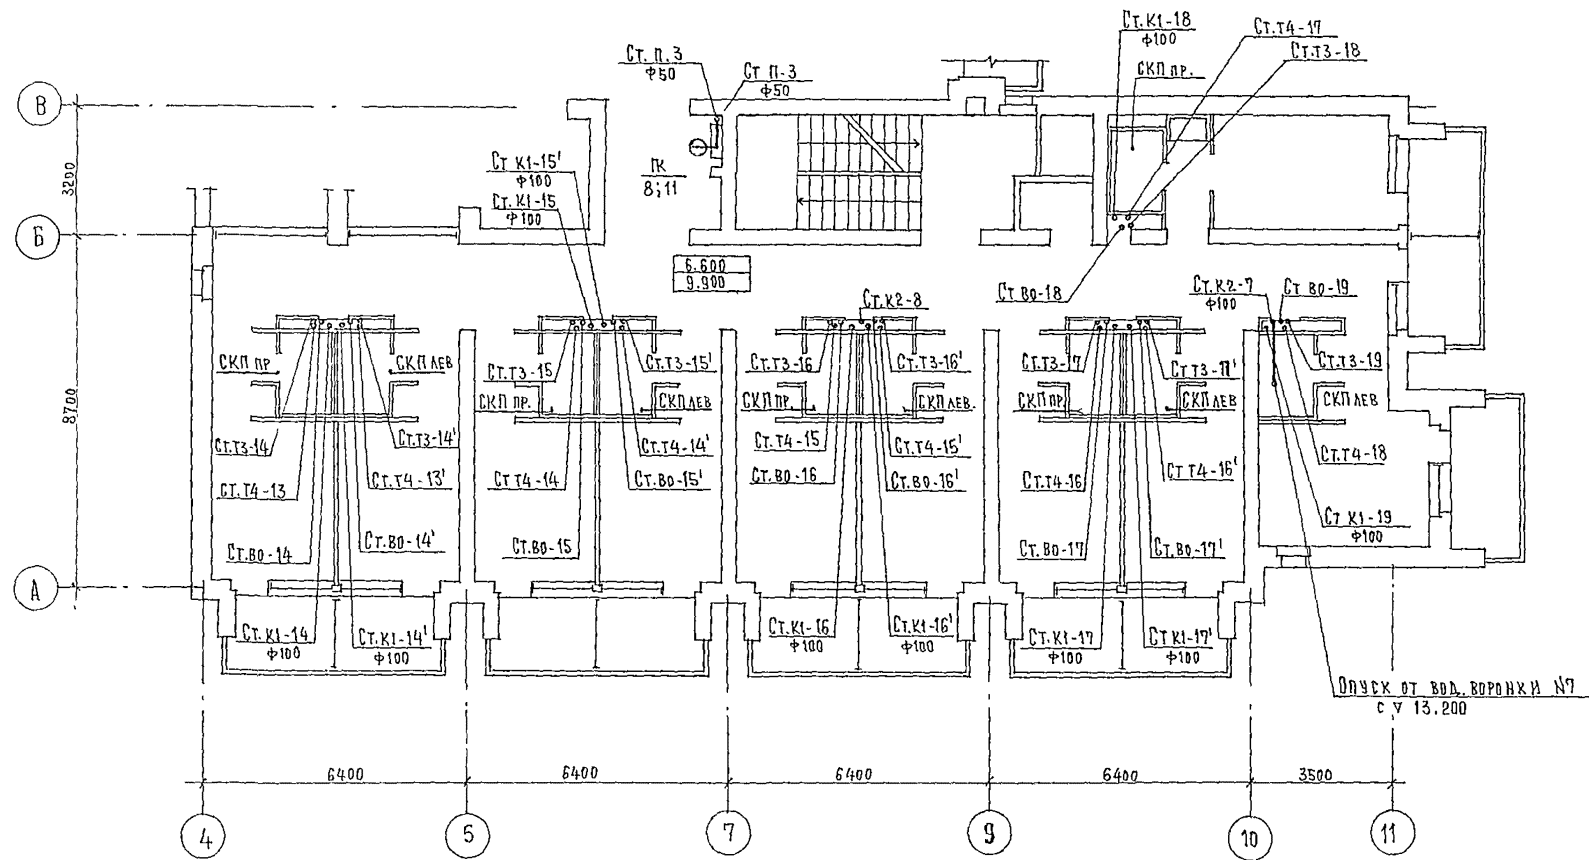 Ст.К1-18
ф100
Ст.Т4-17
Ст.Т3-18
СКП ПР.
Ст. П.3
ф50
Ст П-3
ф50
В
3200
Ст К1-15'
ф100
ПК
8; 11
Ст.К1-15
ф100
Б
6.600
9.900
Ст ВО-18
Ст.К2-7
ф100
Ст ВО-19
Ст.К2-8
СКП ПР
СКП ЛЕВ
Ст.Т3-15
Ст.Т3-15'
Ст.Т3-16
Ст.Т3-16'
Ст.Т3-17
Ст Т3-17'
Ст.Т3-19
8700
СКП ПР.
СКП ЛЕВ
СКП ПР.
СКП ЛЕВ.
СКП ПР.
СКП ЛЕВ
СКП ЛЕВ
Ст.Т3-14
Ст.Т3-14'
Ст.Т4-14'
Ст.Т4-15
Ст.Т4-15'
Ст.Т4-18
Ст.Т4-13
Ст.Т4-13'
Ст Т4-14
Ст.ВО-15'
Ст.ВО-16
Ст.ВО-16'
Ст.Т4-16
Ст Т4-16'
Ст К1-19
ф100
Ст.ВО-14
Ст.ВО-14'
Ст.ВО-15
Ст.ВО-17
Ст.ВО-17'
А
Ст.К1-14
ф100
Ст.К1-14'
ф100
Ст.К1-16
ф100
Ст.К1-16'
ф100
Ст.К1-17
ф100
Ст К1-17'
ф100
Опуск от вод. воронки №7
с ▽ 13.200
6400
6400
6400
6400
3500
4
5
7
9
10
11